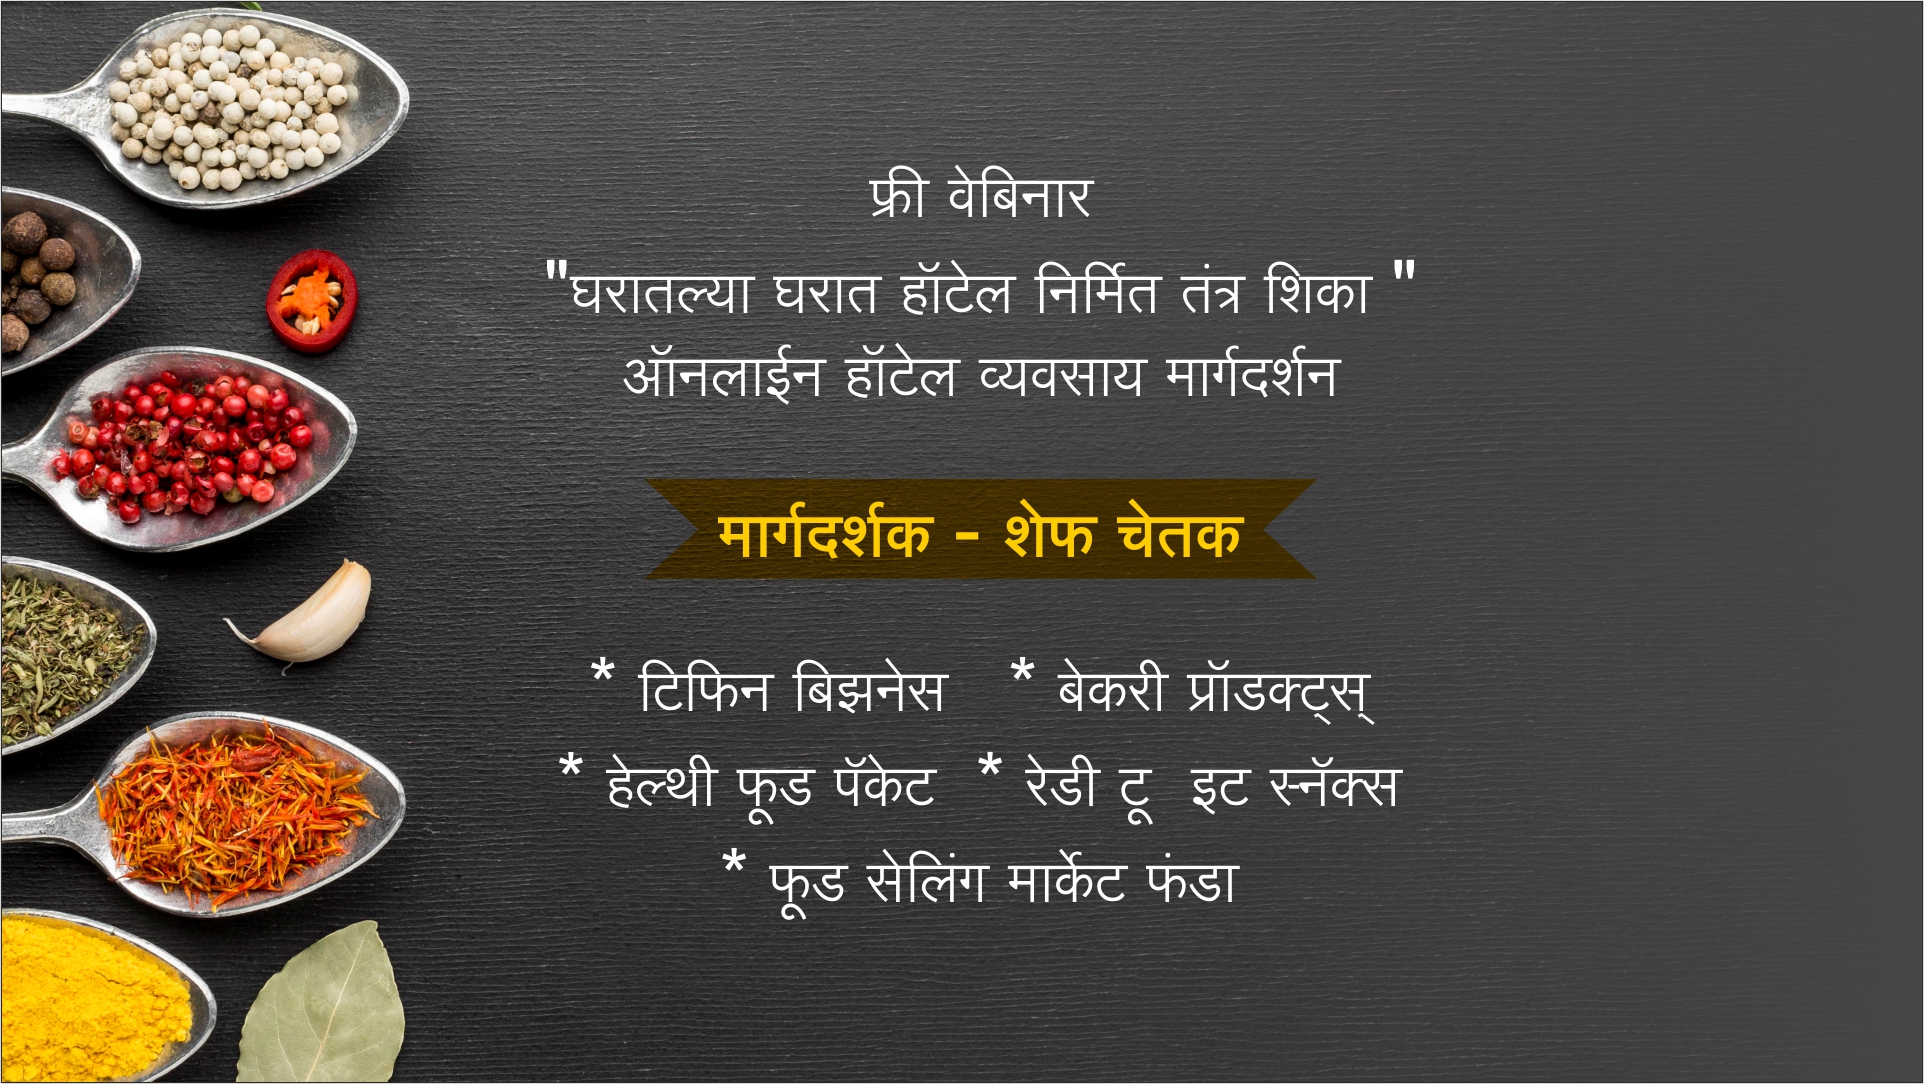 फ्री वेबिनार
"घरातल्या घरात हॉटेल निर्मित तंत्र शिका "
ऑनलाईन हॉटेल व्यवसाय मार्गदर्शन
मार्गदर्शक - शेफ चेतक
* टिफिन बिझनेस * बेकरी प्रॉडक्ट्स्
* हेल्थी फूड पॅकेट * रेडी टू इट स्नॅक्स
* फूड सेलिंग मार्केट फंडा